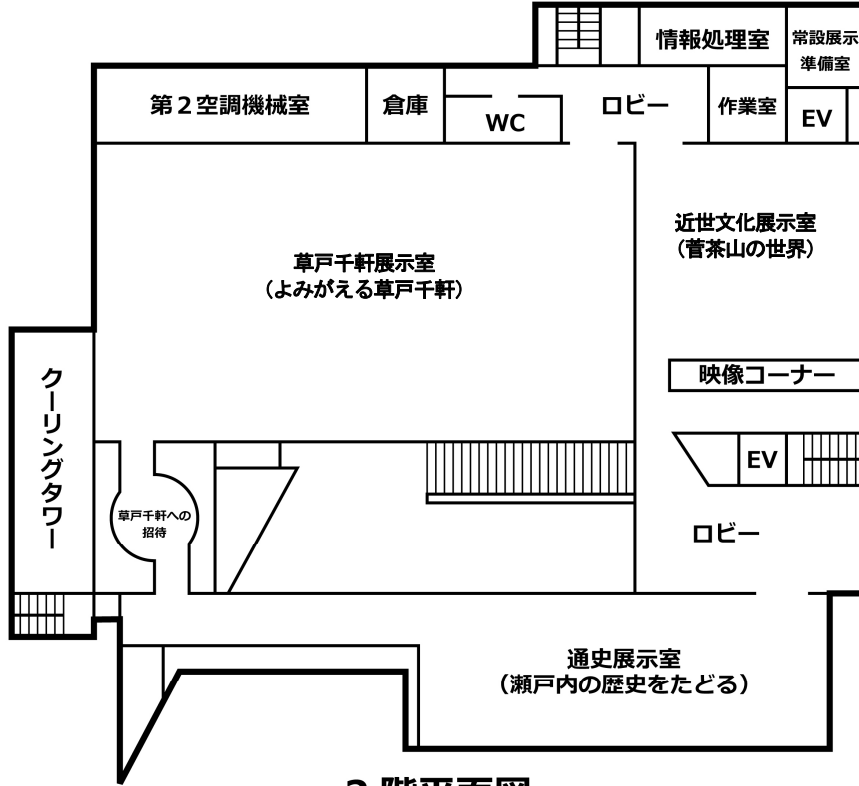 情報処理室
常設展示
準備室
第２空調機械室
倉庫
WC
ロビー
作業室
EV
近世文化展示室
（菅茶山の世界）
草戸千軒展示室
（よみがえる草戸千軒）
映像コーナー
クーリングタワー
EV
草戸千軒への
招待
ロビー
通史展示室
（瀬戸内の歴史をたどる）
階平面図